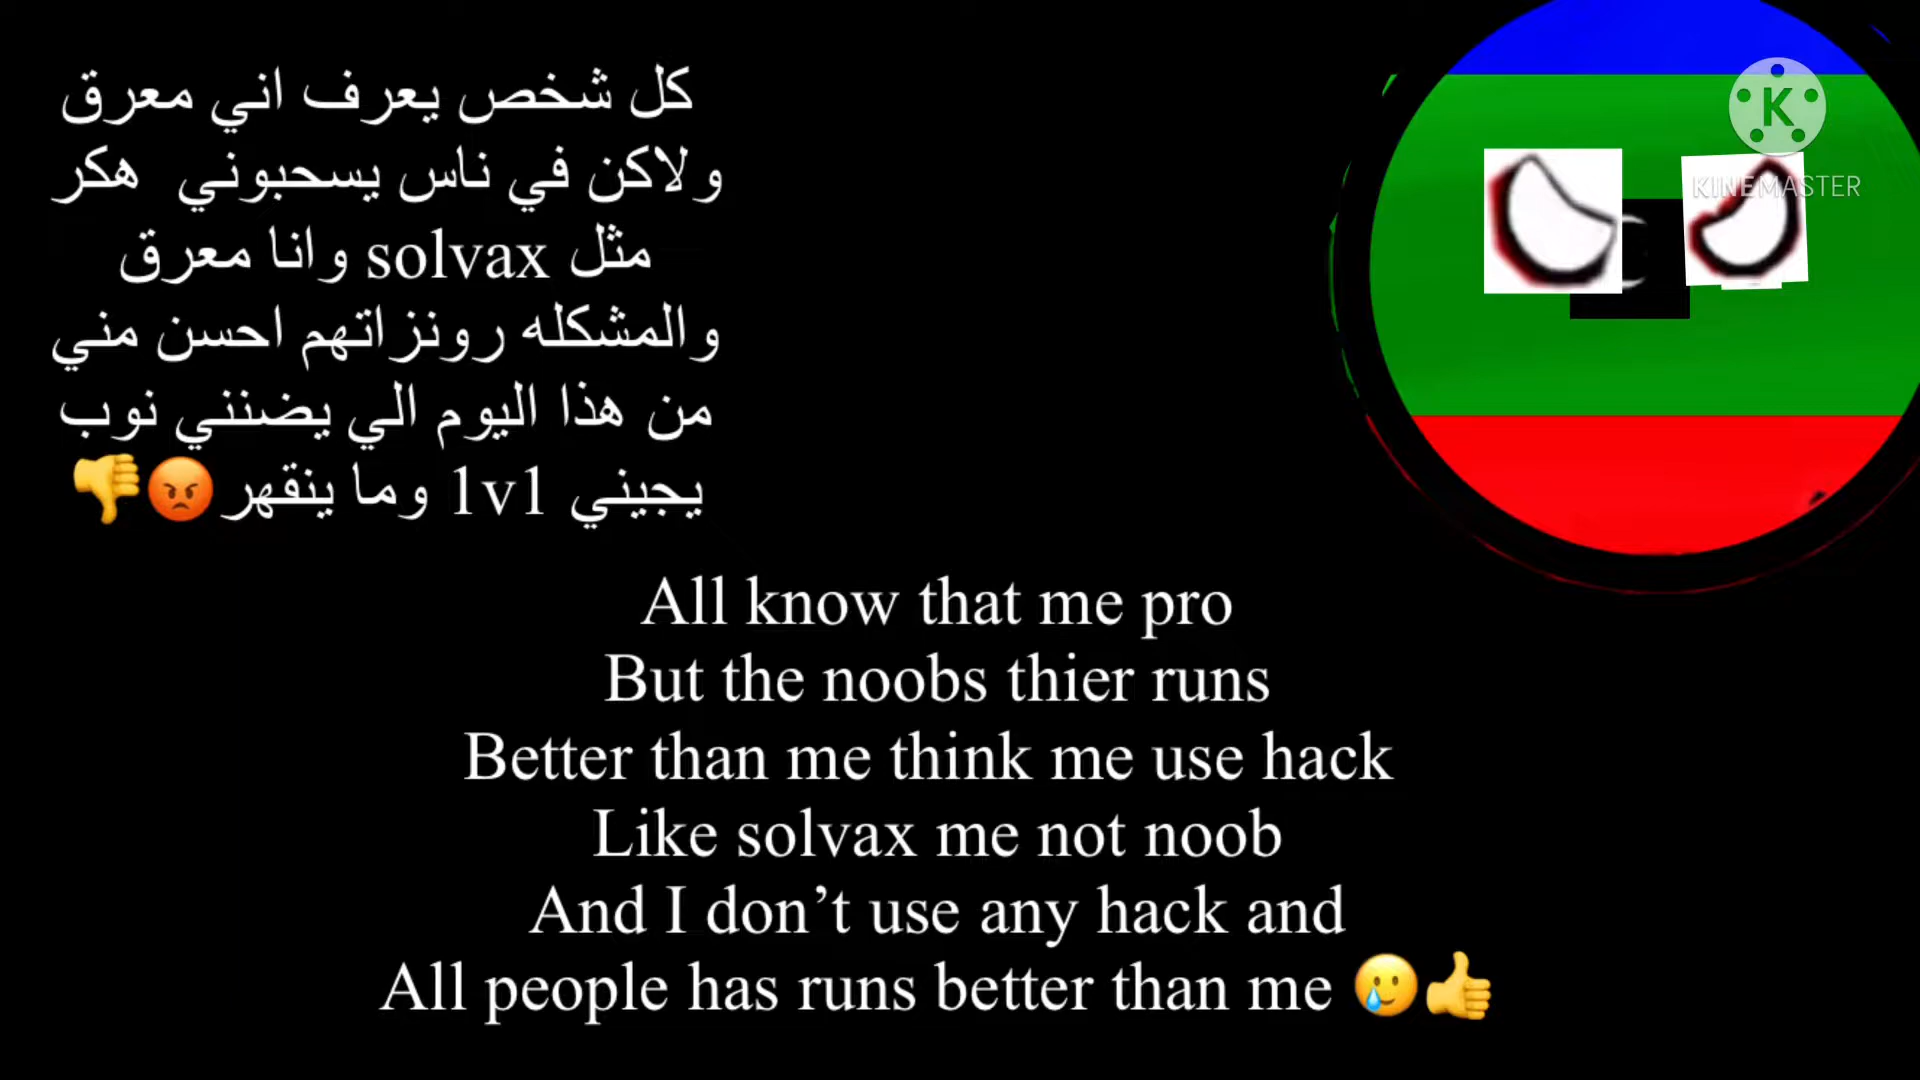 كل شخص يعرف اني معرق
ولاكن في ناس يسحبوني هكر
مثل solvax وانا معرق
والمشكله رونزاتهم احسن مني
من هذا اليوم الي يضنني نوب
يجيني 1v1 وما ينقهر😡👎
KINEMASTER
All know that me pro
But the noobs thier runs
Better than me think me use hack
Like solvax me not noob
And I don’t use any hack and
All people has runs better than me 🥲👍